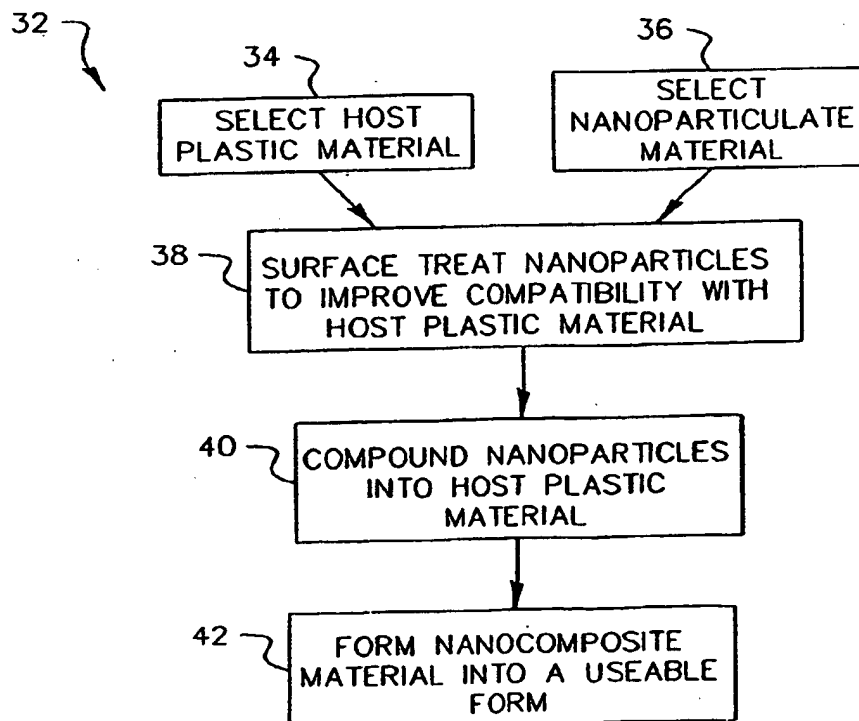 32
34
36
SELECT HOST
PLASTIC MATERIAL
SELECT
NANOPARTICULATE
MATERIAL
38
SURFACE TREAT NANOPARTICLES
TO IMPROVE COMPATIBILITY WITH
HOST PLASTIC MATERIAL
40
COMPOUND NANOPARTICLES
INTO HOST PLASTIC
MATERIAL
42
FORM NANOCOMPOSITE
MATERIAL INTO A USEABLE
FORM